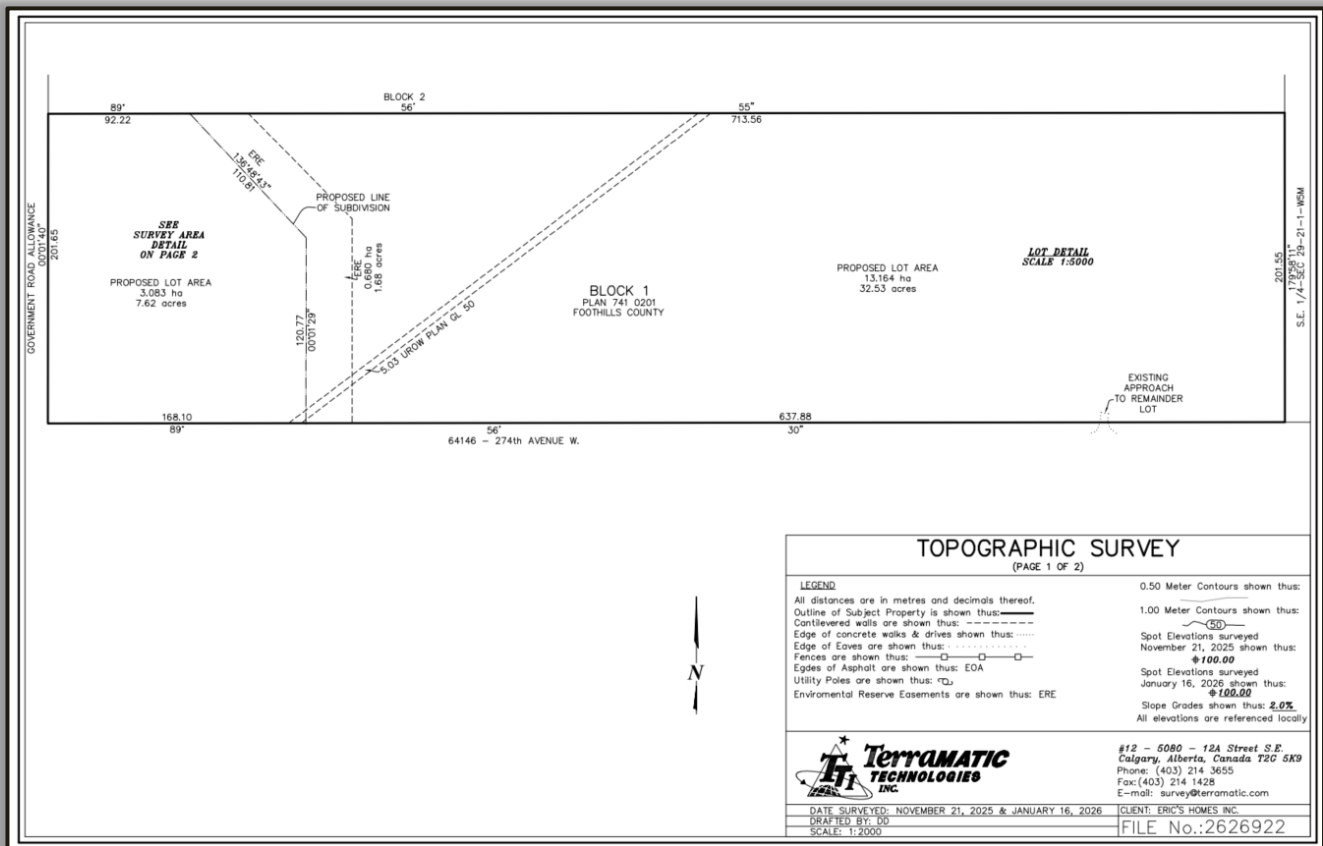 BLOCK 2
89° 56' 55"
92.22 713.56
ERE
136°48'43"
110.81
PROPOSED LINE
OF SUBDIVISION
GOVERNMENT ROAD ALLOWANCE
00°01'40"
201.65
SEE
SURVEY AREA
DETAIL
ON PAGE 2
PROPOSED LOT AREA
3.083 ha
7.62 acres
120.77
00°01'29"
ERE
0.680 ha
1.68 acres
5.03 UROW PLAN GL 50
BLOCK 1
PLAN 741 0201
FOOTHILLS COUNTY
PROPOSED LOT AREA
13.164 ha
32.53 acres
LOT DETAIL
SCALE 1:5000
201.55
179°58'11"
S.E. 1/4-SEC 29-21-1-W5M
EXISTING
APPROACH
TO REMAINDER
LOT
168.10 637.88
89° 56' 30"
64146 - 274th AVENUE W.
N
TOPOGRAPHIC SURVEY
(PAGE 1 OF 2)
LEGEND
All distances are in metres and decimals thereof.
Outline of Subject Property is shown thus:
Cantilevered walls are shown thus:
Edge of concrete walks & drives shown thus:
Edge of Eaves are shown thus:
Fences are shown thus:
Egdes of Asphalt are shown thus: EOA
Utility Poles are shown thus:
Enviromental Reserve Easements are shown thus: ERE
0.50 Meter Contours shown thus:
1.00 Meter Contours shown thus:
50
Spot Elevations surveyed
November 21, 2025 shown thus:
100.00
Spot Elevations surveyed
January 16, 2026 shown thus:
100.00
Slope Grades shown thus: 2.0%
All elevations are referenced locally
TTI
TerraMATIC
TECHNOLOGIES
INC.
#12 - 5080 - 12A Street S.E.
Calgary, Alberta, Canada T2G 5K9
Phone: (403) 214 3655
Fax:(403) 214 1428
E-mail: survey@terramatic.com
DATE SURVEYED: NOVEMBER 21, 2025 & JANUARY 16, 2026
DRAFTED BY: DD
SCALE: 1:2000
CLIENT: ERIC'S HOMES INC.
FILE No.:2626922